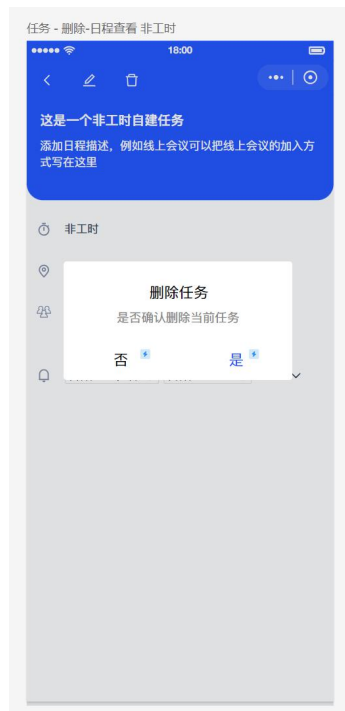 任务 - 删除-日程查看 非工时
18:00
这是一个非工时自建任务
添加日程描述，例如线上会议可以把线上会议的加入方
式写在这里
非工时
删除任务
是否确认删除当前任务
否
是